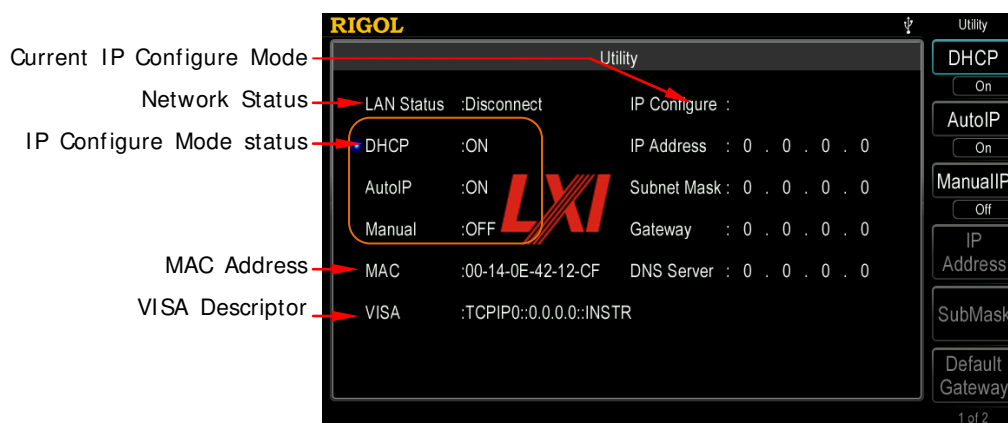 RIGOL
Utility
Current IP Configure Mode
Utility
DHCP
On
Network Status
LAN Status :Disconnect
IP Configure :
AutoIP
On
IP Configure Mode status
DHCP :ON
IP Address : 0 . 0 . 0 . 0
AutoIP :ON
LXI
Subnet Mask : 0 . 0 . 0 . 0
ManualIP
Off
Manual :OFF
Gateway : 0 . 0 . 0 . 0
IP
Address
MAC Address
MAC :00-14-0E-42-12-CF
DNS Server : 0 . 0 . 0 . 0
VISA Descriptor
VISA :TCPIP0::0.0.0.0::INSTR
SubMask
Default
Gateway
1 of 2